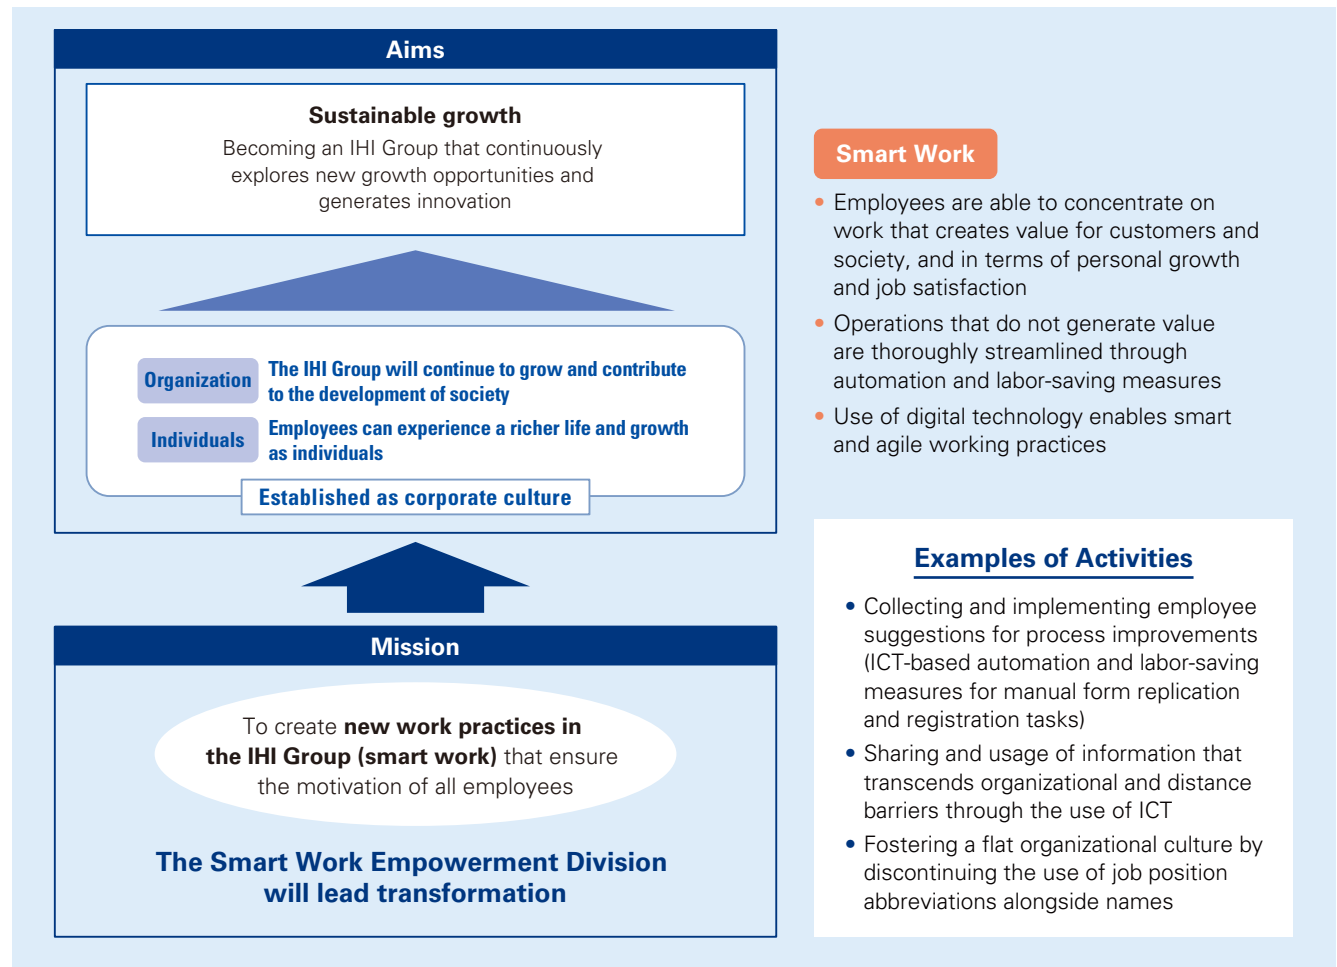 Aims
Sustainable growth
Becoming an IHI Group that continuously
explores new growth opportunities and
generates innovation
Organization
The IHI Group will continue to grow and contribute
to the development of society
Individuals
Employees can experience a richer life and growth
as individuals
Established as corporate culture
Mission
To create new work practices in
the IHI Group (smart work) that ensure
the motivation of all employees
The Smart Work Empowerment Division
will lead transformation
Smart Work
• Employees are able to concentrate on
work that creates value for customers and
society, and in terms of personal growth
and job satisfaction
• Operations that do not generate value
are thoroughly streamlined through
automation and labor-saving measures
• Use of digital technology enables smart
and agile working practices
Examples of Activities
• Collecting and implementing employee
suggestions for process improvements
(ICT-based automation and labor-saving
measures for manual form replication
and registration tasks)
• Sharing and usage of information that
transcends organizational and distance
barriers through the use of ICT
• Fostering a flat organizational culture by
discontinuing the use of job position
abbreviations alongside names